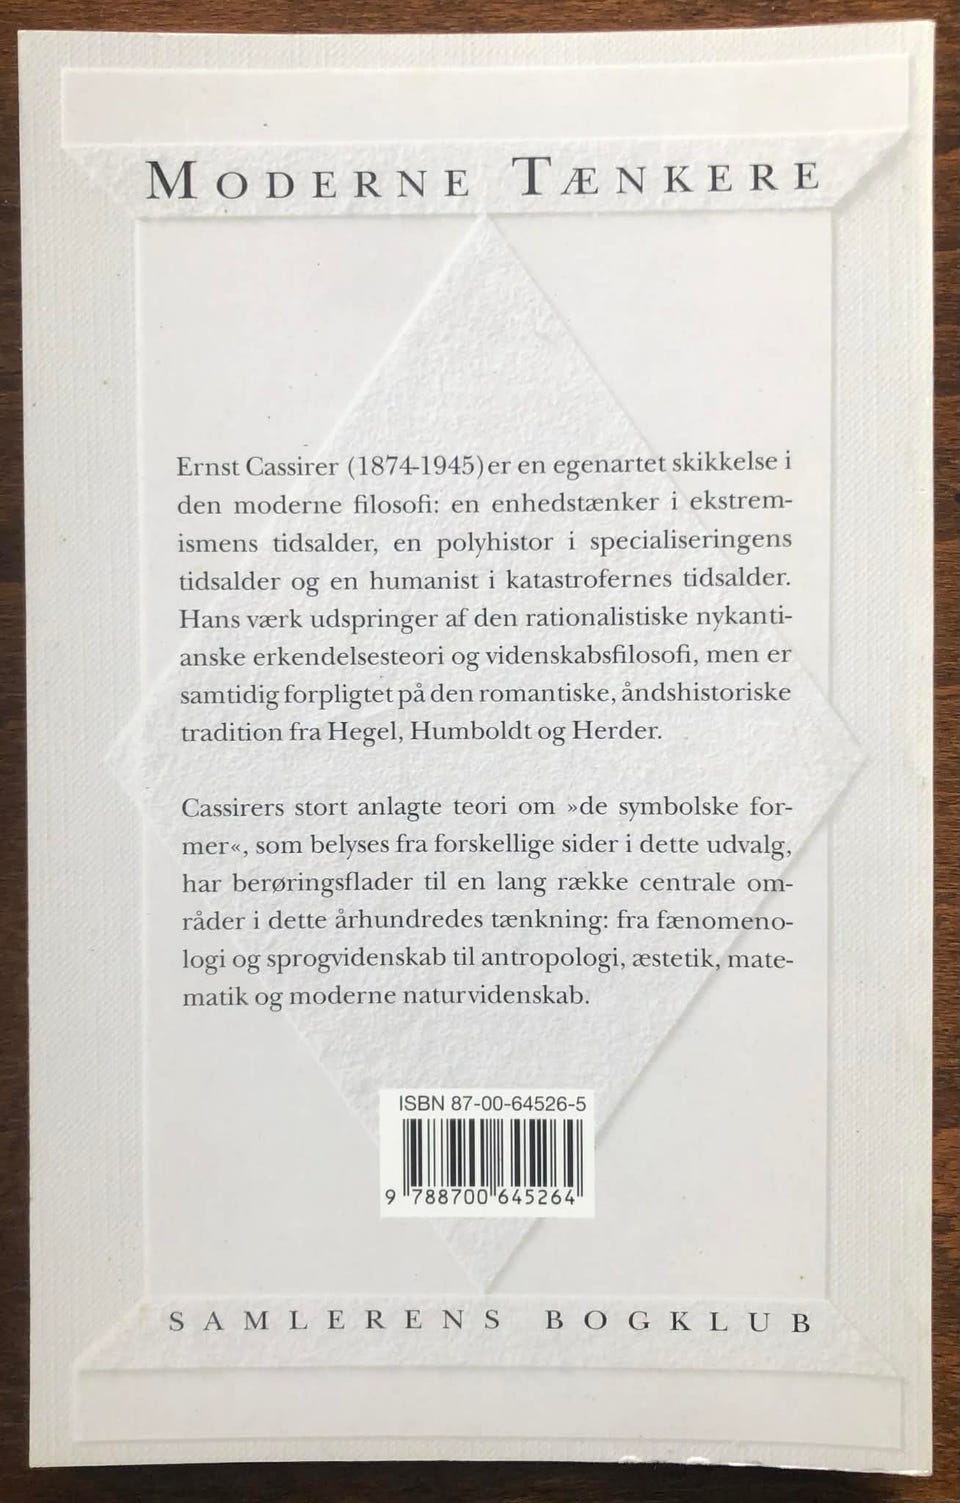 MODERNE TÆNKERE
Ernst Cassirer (1874-1945)er en egenartet skikkelse i
den moderne filosofi: en enhedstænker i ekstrem-
ismens tidsalder, en polyhistor i specialiseringens
tidsalder og en humanist i katastrofernes tidsalder.
Hans værk udspringer af den rationalistiske nykanti-
anske erkendelsesteori og videnskabsfilosofi, men er
samtidig forpligtet på den romantiske, åndshistoriske
tradition fra Hegel, Humboldt og Herder.
Cassirers stort anlagte teori om »de symbolske for-
mer«, som belyses fra forskellige sider i dette udvalg,
har berøringsflader til en lang række centrale om-
råder i dette århundredes tænkning: fra fænomeno-
logi og sprogvidenskab til antropologi, æstetik, mate-
matik og moderne naturvidenskab.
ISBN 87-00-64526-5
9 788700 645264
SAMLERENS BOGKLUB